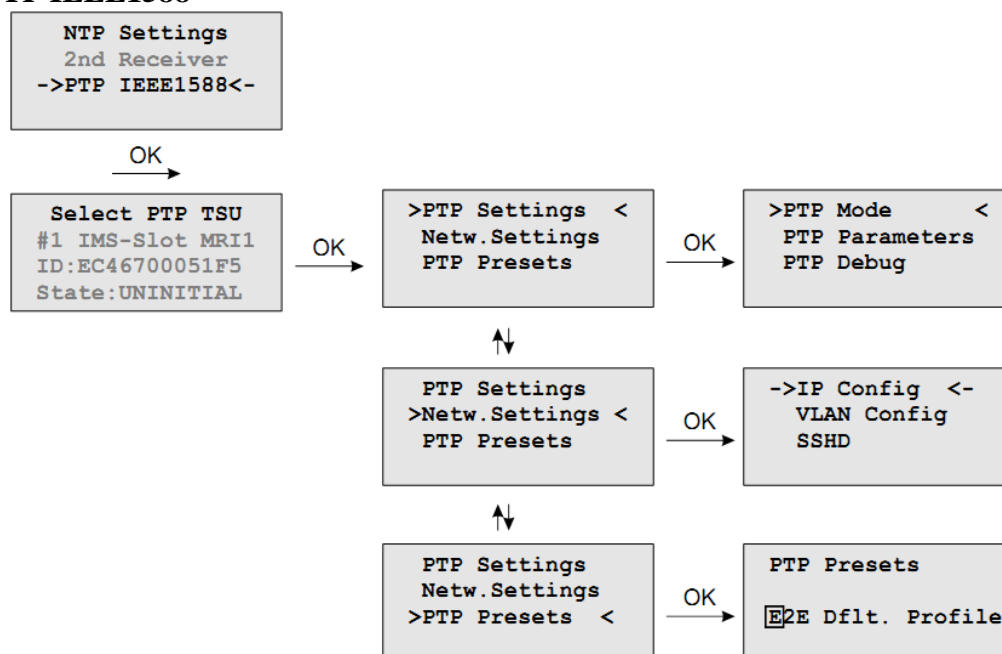 NTP Settings
2nd Receiver
->PTP IEEE1588<-
OK
Select PTP TSU
#1 IMS-Slot MRI1
ID:EC46700051F5
State:UNINITIAL
OK
>PTP Settings <
Netw.Settings
PTP Presets
OK
>PTP Mode <
PTP Parameters
PTP Debug
PTP Settings
>Netw.Settings <
PTP Presets
OK
->IP Config <-
VLAN Config
SSHD
PTP Settings
Netw.Settings
>PTP Presets <
OK
PTP Presets
E2E Dflt. Profile